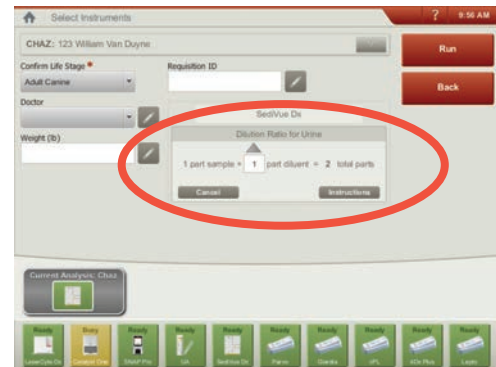 Select Instruments
? 9:56 AM
CHAZ: 123 William Van Duyne
Run
Confirm Life Stage *
Requisition ID
Adult Canine
Back
Doctor
SediVue Dx
Dilution Ratio for Urine
Weight (lb)
1 part sample + 1 part diluent = 2 total parts
Cancel
Instructions
Current Analysis: Chaz
Ready Busy Ready Ready Ready Ready Ready Ready Ready Ready
LaserCyte Dx Catalyst One SNAP Pro UA SediVue Dx Parvo Giardia cPL 4Dx Plus Lepto